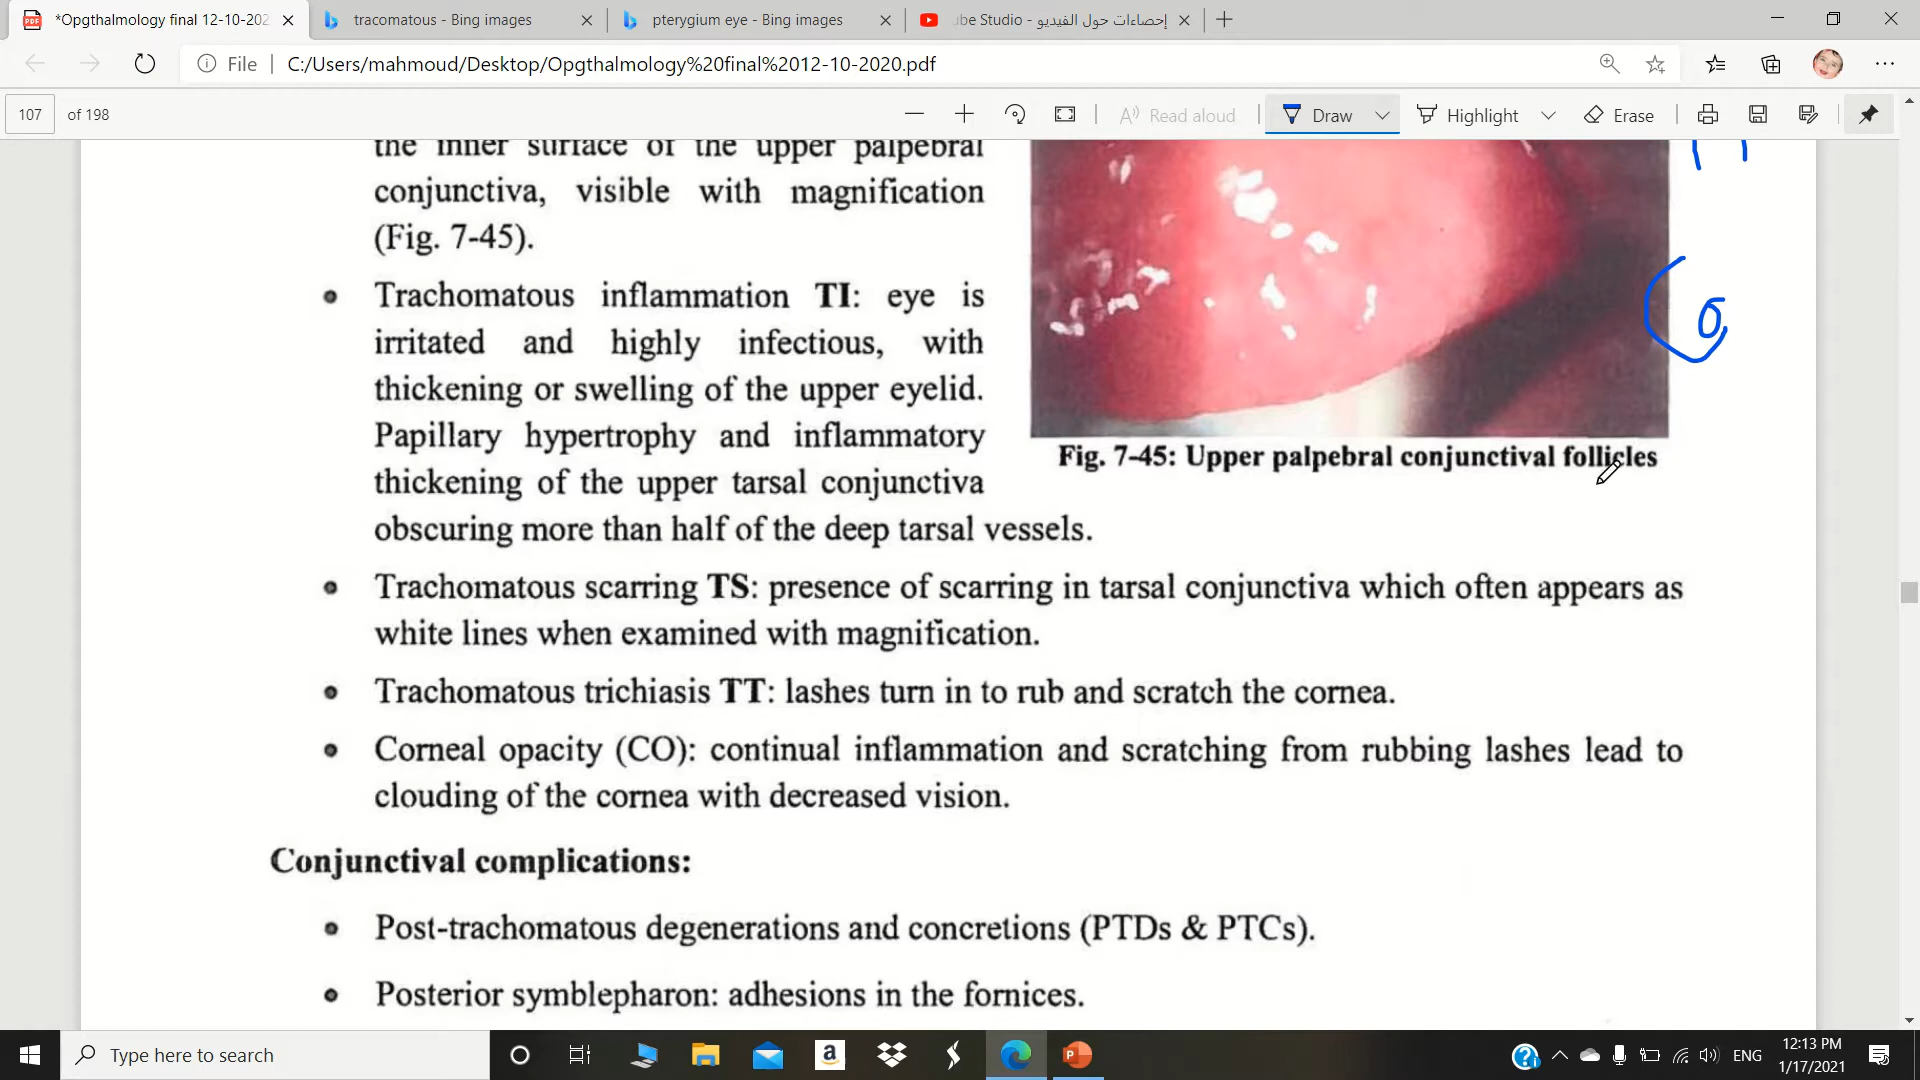 *Opgthalmology final 12-10-202
tracomatous - Bing images
pterygium eye - Bing images
إحصاءات حول الفيديو - ube Studio
File
C:/Users/mahmoud/Desktop/Opgthalmology%20final%2012-10-2020.pdf
107 of 198
Read aloud
Draw
Highlight
Erase
the inner surface of the upper palpebral
conjunctiva, visible with magnification
(Fig. 7-45).
• Trachomatous inflammation TI: eye is
irritated and highly infectious, with
thickening or swelling of the upper eyelid.
Papillary hypertrophy and inflammatory
thickening of the upper tarsal conjunctiva
obscuring more than half of the deep tarsal vessels.
Fig. 7-45: Upper palpebral conjunctival follicles
• Trachomatous scarring TS: presence of scarring in tarsal conjunctiva which often appears as
white lines when examined with magnification.
• Trachomatous trichiasis TT: lashes turn in to rub and scratch the cornea.
• Corneal opacity (CO): continual inflammation and scratching from rubbing lashes lead to
clouding of the cornea with decreased vision.
Conjunctival complications:
• Post-trachomatous degenerations and concretions (PTDs & PTCs).
• Posterior symblepharon: adhesions in the fornices.
Type here to search
ENG
12:13 PM
1/17/2021